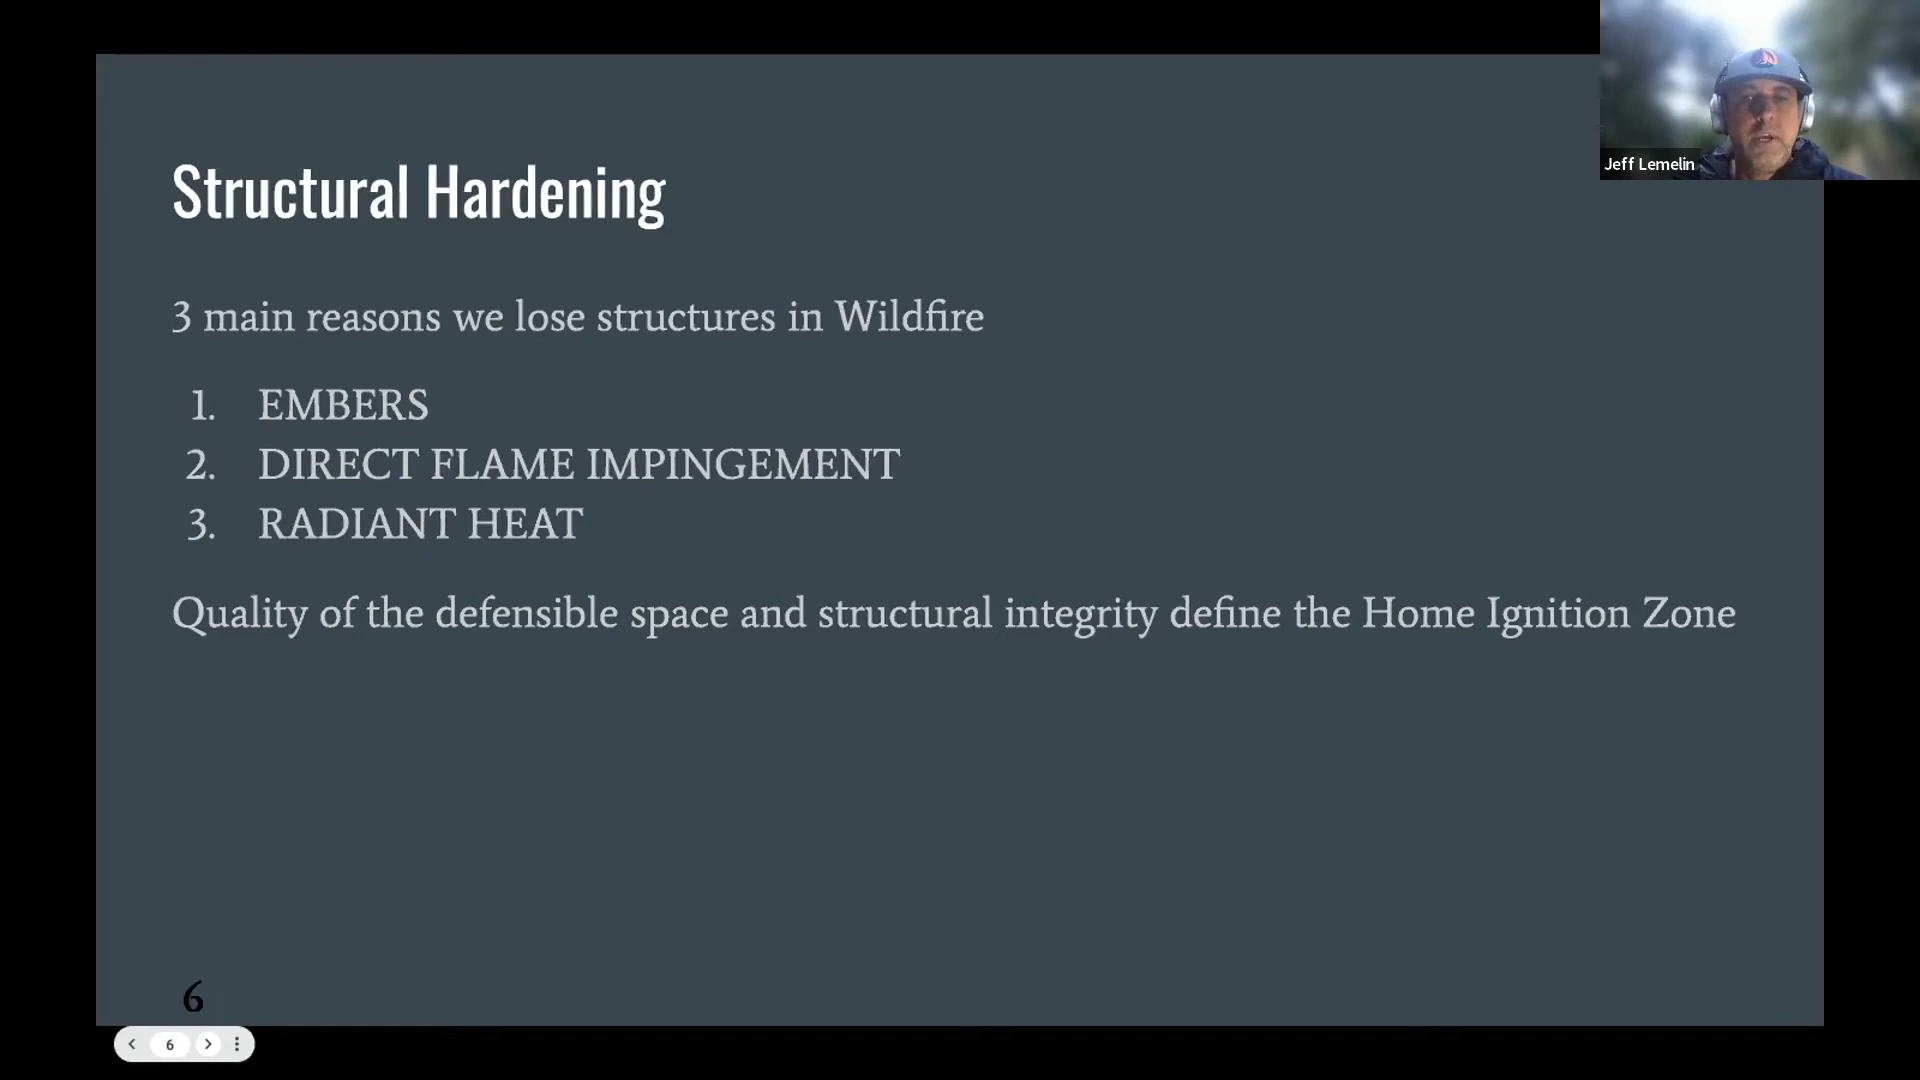 Jeff Lemelin
Structural Hardening
3 main reasons we lose structures in Wildfire
1. EMBERS
2. DIRECT FLAME IMPINGEMENT
3. RADIANT HEAT
Quality of the defensible space and structural integrity define the Home Ignition Zone
6
6